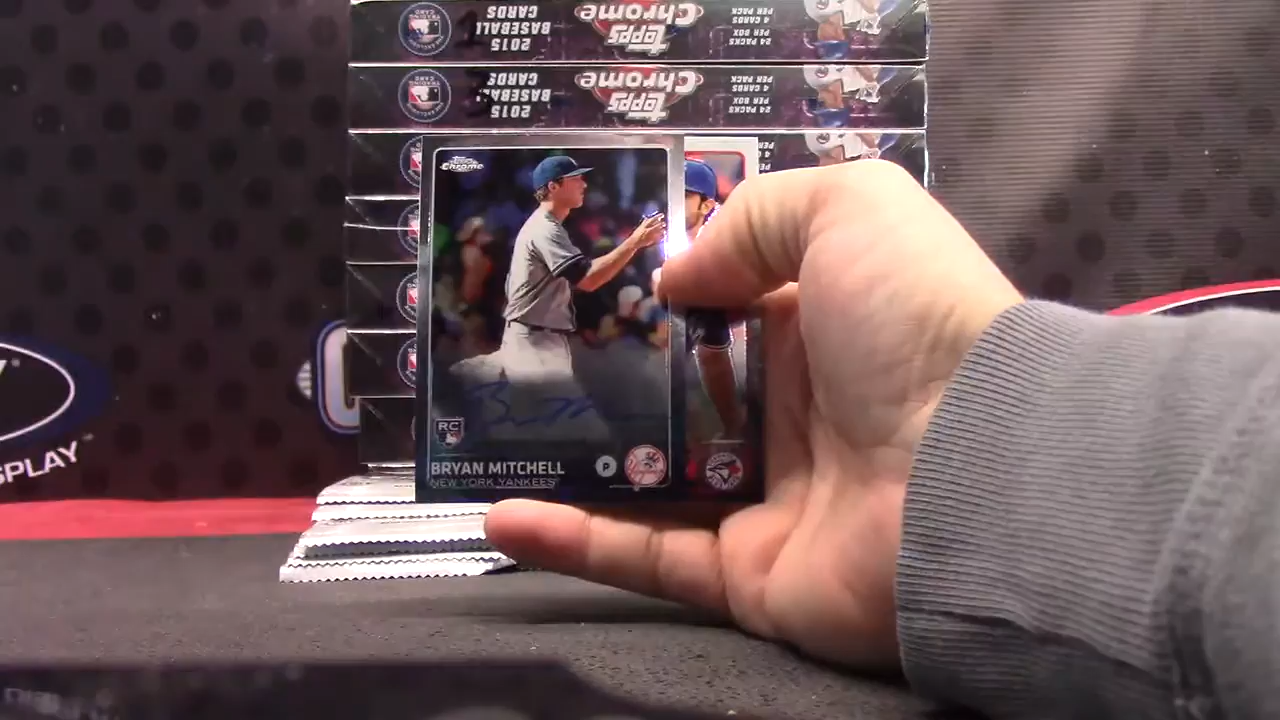 2015
BASEBALL
CARDS
Topps
Chrome
24 PACKS
PER BOX
4 CARDS
PER PACK
2015
CARDS
Topps
Chrome
24 PACKS
PER BOX
4 CARDS
PER PACK
Topps
Chrome
RC
BRYAN MITCHELL
P
NEW YORK YANKEES
SPLAY